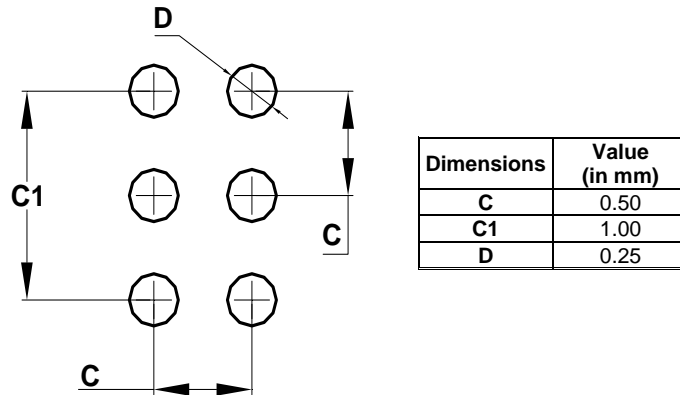 D
C1
C
C
Dimensions Value (in mm)
C 0.50
C1 1.00
D 0.25